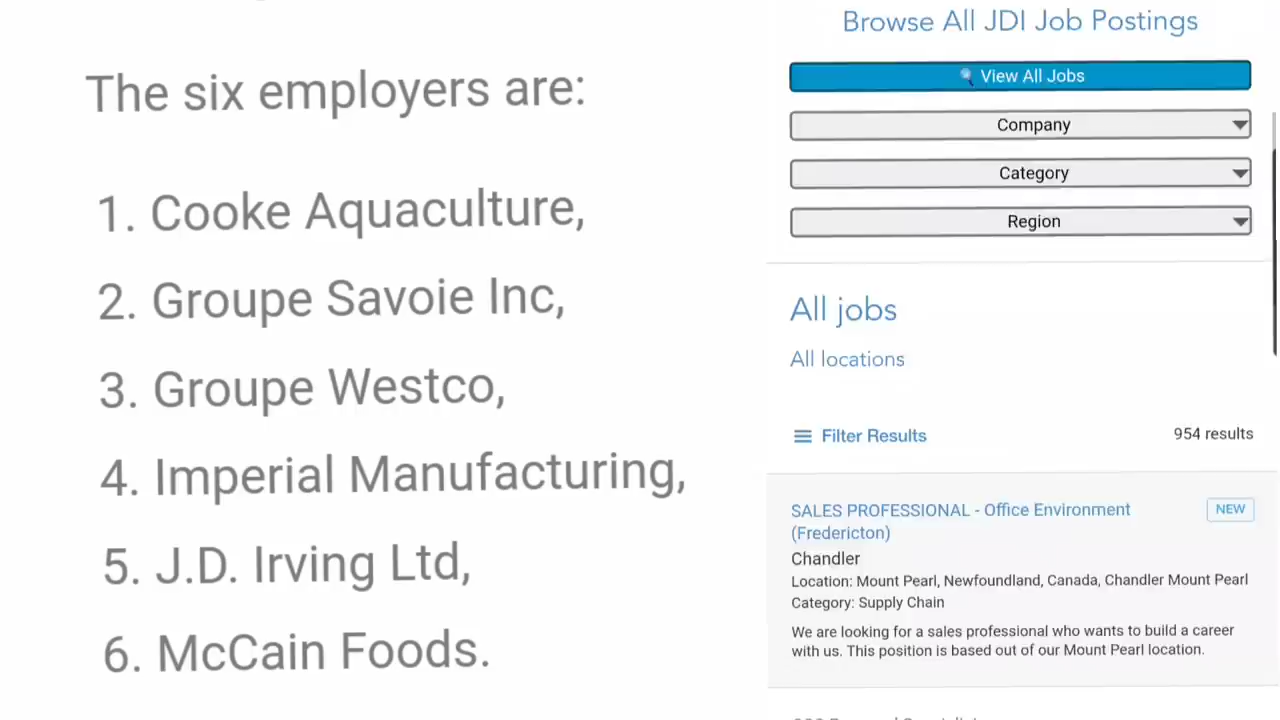 The six employers are:
1. Cooke Aquaculture,
2. Groupe Savoie Inc,
3. Groupe Westco,
4. Imperial Manufacturing,
5. J.D. Irving Ltd,
6. McCain Foods.
Browse All JDI Job Postings
View All Jobs
Company
Category
Region
All jobs
All locations
Filter Results
954 results
SALES PROFESSIONAL - Office Environment
(Fredericton)
NEW
Chandler
Location: Mount Pearl, Newfoundland, Canada, Chandler Mount Pearl
Category: Supply Chain
We are looking for a sales professional who wants to build a career
with us. This position is based out of our Mount Pearl location.